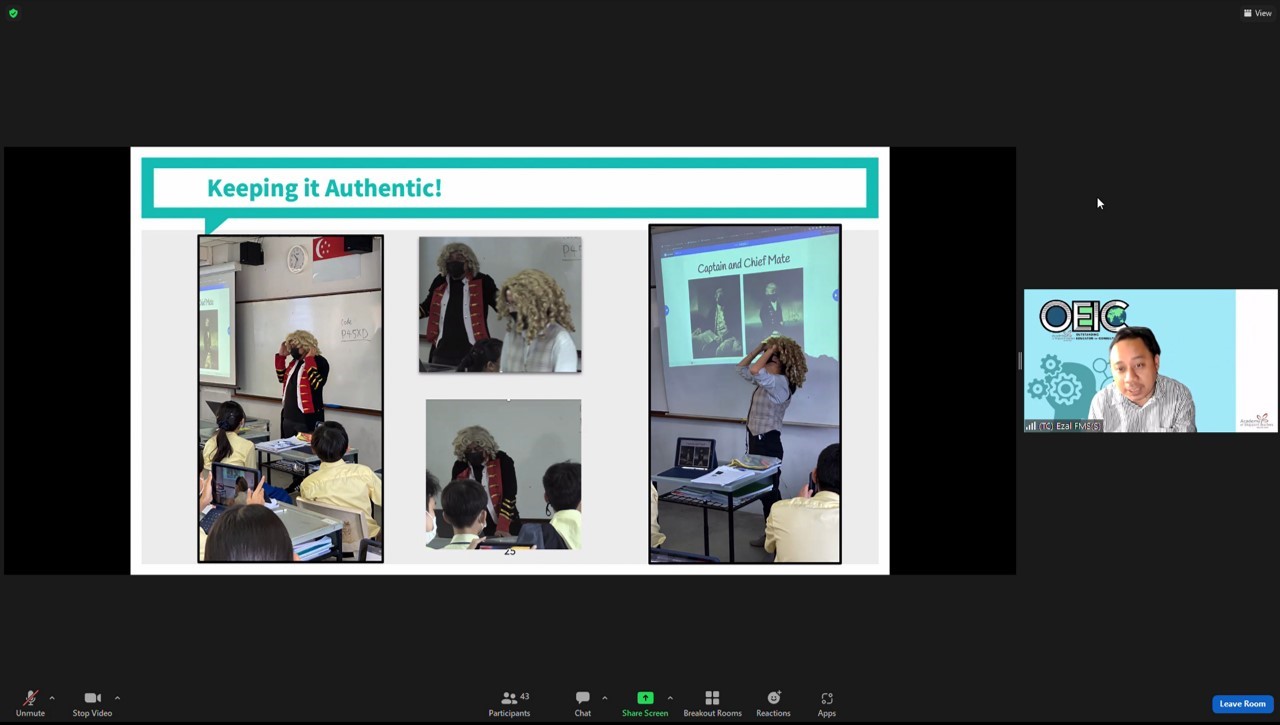 View
Keeping it Authentic!
Captain and Chief Mate
25
OEIC
(TC) Ezal FMS(S)
Unmute
Stop Video
Participants
43
Chat
Share Screen
Breakout Rooms
Reactions
Apps
Leave Room